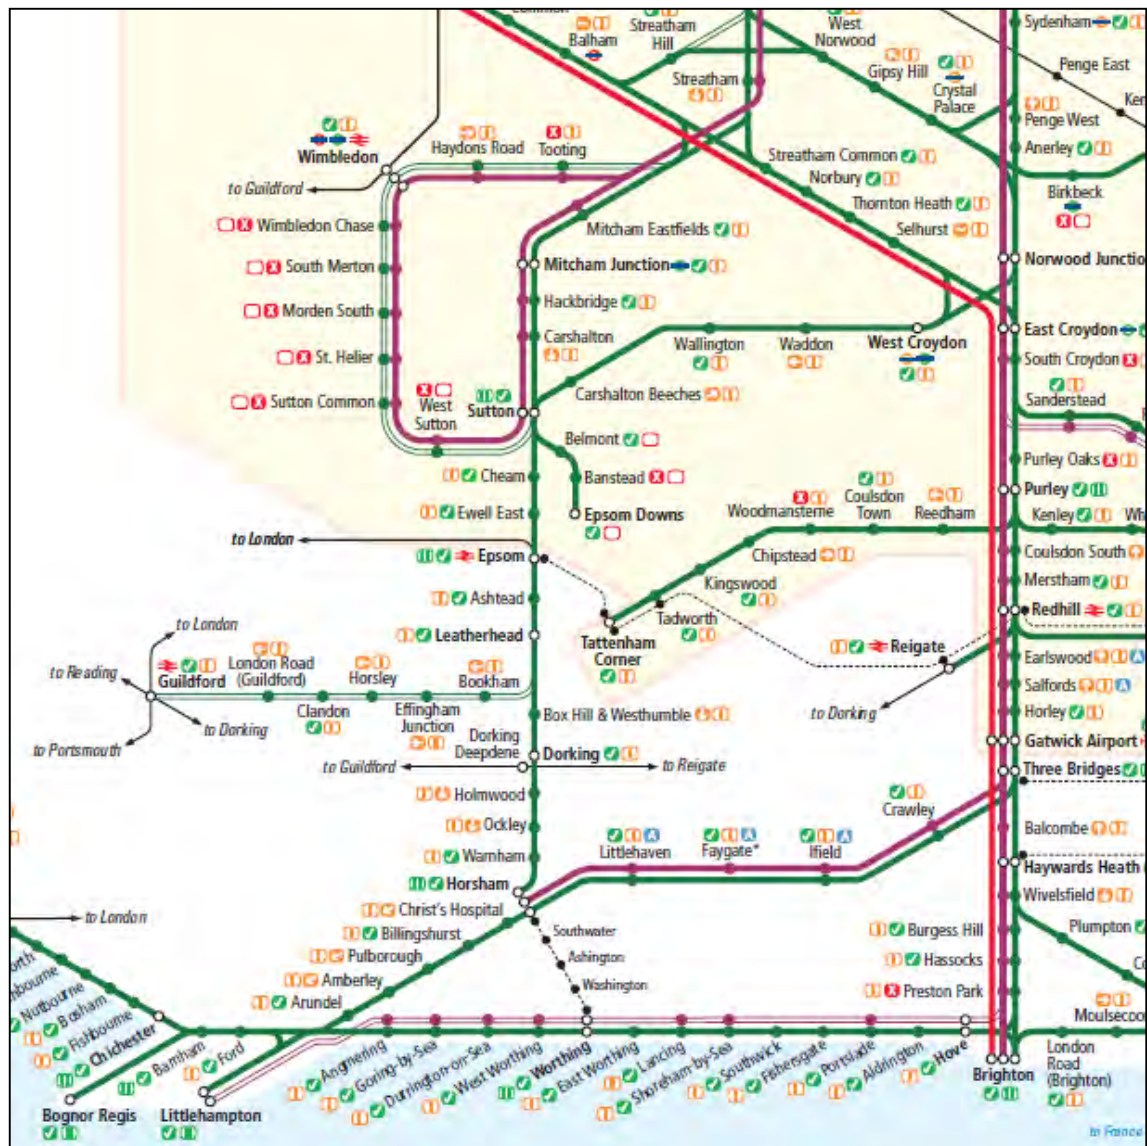 Balham
Streatham
Hill
West
Norwood
Sydenham
Gipsy Hill
Penge East
Streatham
Crystal
Palace
Penge West
Wimbledon
Haydons Road
Tooting
Streatham Common
Anerley
Norbury
to Guildford
Thornton Heath
Birkbeck
Selhurst
Wimbledon Chase
Mitcham Eastfields
South Merton
Mitcham Junction
Norwood Junctio
Hackbridge
Morden South
Carshalton
East Croydon
Wallington
Waddon
West Croydon
St. Helier
South Croydon
Carshalton Beeches
Sanderstead
Sutton Common
West
Sutton
Sutton
Belmont
Purley Oaks
Cheam
Banstead
Purley
Ewell East
Epsom Downs
Woodmansterne
Coulsdon
Town
Reedham
Kenley
Wh
to London
Chipstead
Coulsdon South
Epsom
Kingswood
Merstham
Ashtead
Tadworth
Redhill
to London
Leatherhead
Tattenham
Corner
Reigate
Earlswood
A
to Reading
Guildford
London Road
(Guildford)
Horsley
Bookham
Salfords
A
Clandon
Effingham
Junction
Box Hill & Westhumble
to Dorking
Horley
to Dorking
to Portsmouth
Dorking
Deepdene
Dorking
Gatwick Airport
to Guildford
to Reigate
Three Bridges
Holmwood
Crawley
Ockley
Balcombe
Warnham
Littlehaven
A
Faygate*
A
Ifield
A
Haywards Heath
Horsham
Wivelsfield
Christ's Hospital
to London
Billingshurst
Southwater
Burgess Hill
Plumpton
Pulborough
Ashington
Hassocks
Amberley
Washington
Preston Park
Arundel
Moulsecoo
Nutbourne
Bosham
Fishbourne
Chichester
Barnham
Ford
Angmering
Goring-by-Sea
Durrington-on-Sea
West Worthing
Worthing
East Worthing
Lancing
Shoreham-by-Sea
Southwick
Fishersgate
Portslade
Aldrington
Hove
Brighton
London
Road
(Brighton)
Bognor Regis
Littlehampton
to France